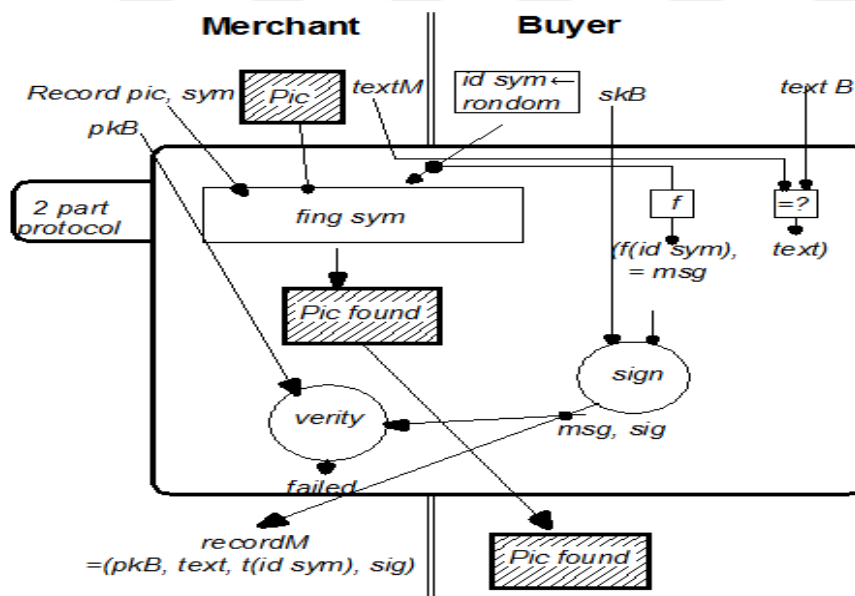 Merchant
Buyer
Record pic, sym
Pic
textM
id sym←
rondom
skB
text B
pkB
2 part
protocol
fing sym
f
=?
(f(id sym),
= msg
text)
Pic found
sign
verity
msg, sig
failed
recordM
=(pkB, text, t(id sym), sig)
Pic found